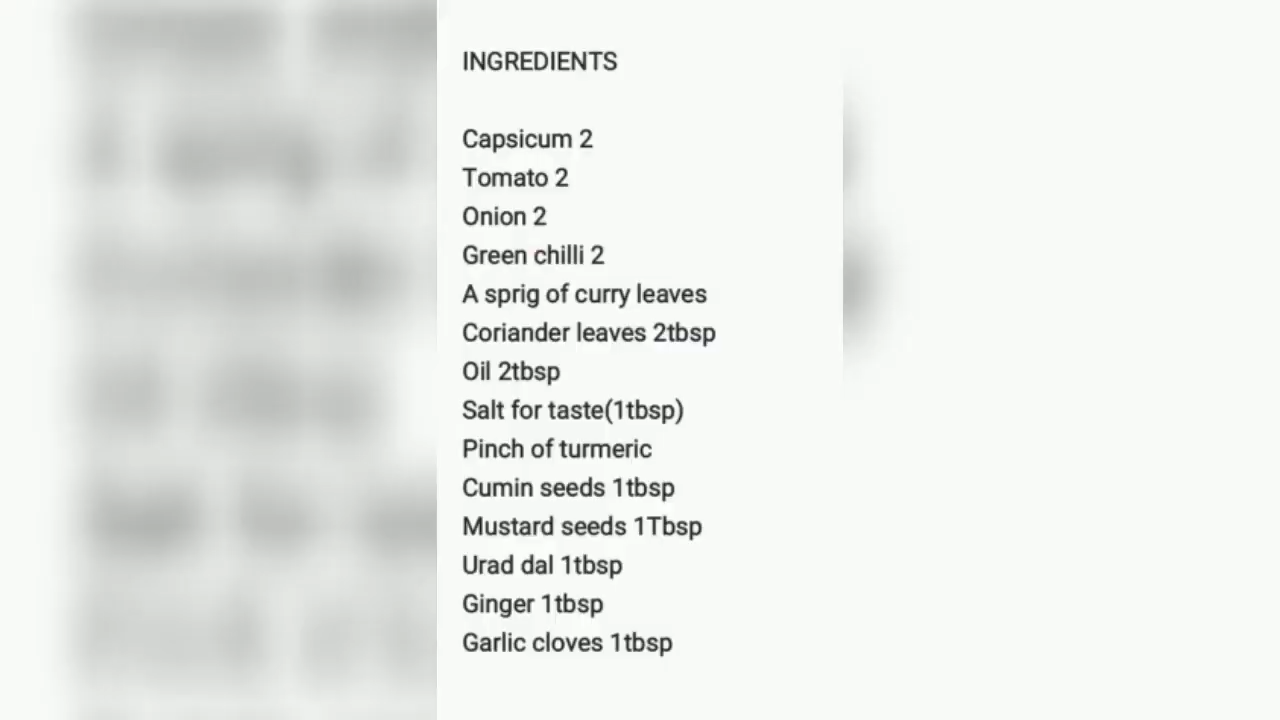 INGREDIENTS
Capsicum 2
Tomato 2
Onion 2
Green chilli 2
A sprig of curry leaves
Coriander leaves 2tbsp
Oil 2tbsp
Salt for taste(1tbsp)
Pinch of turmeric
Cumin seeds 1tbsp
Mustard seeds 1Tbsp
Urad dal 1tbsp
Ginger 1tbsp
Garlic cloves 1tbsp